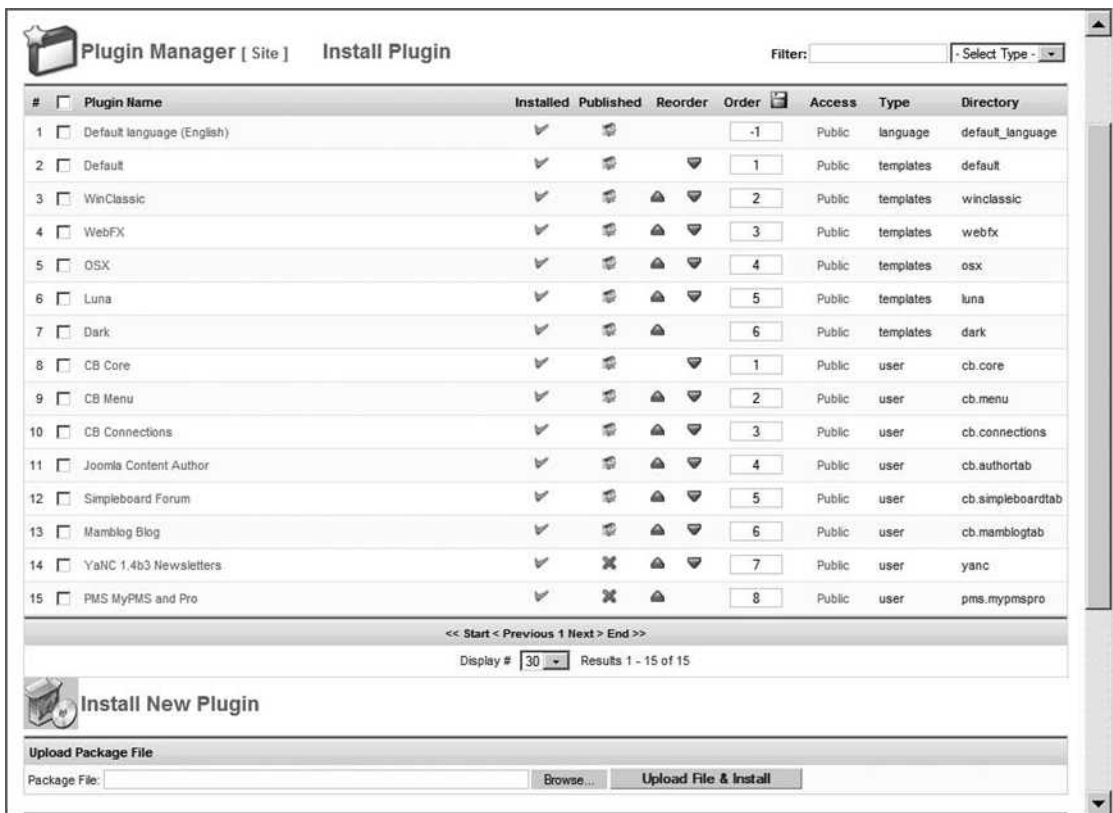 Plugin Manager [ Site ] Install Plugin Filter: - Select Type -
# Plugin Name Installed Published Reorder Order Access Type Directory
1 Default language (English) -1 Public language default_language
2 Default 1 Public templates default
3 WinClassic 2 Public templates winclassic
4 WebFX 3 Public templates webfx
5 OSX 4 Public templates osx
6 Luna 5 Public templates luna
7 Dark 6 Public templates dark
8 CB Core 1 Public user cb.core
9 CB Menu 2 Public user cb.menu
10 CB Connections 3 Public user cb.connections
11 Joomla Content Author 4 Public user cb.authortab
12 Simpleboard Forum 5 Public user cb.simpleboardtab
13 Mamblog Blog 6 Public user cb.mamblogtab
14 YaNC 1.4b3 Newsletters 7 Public user yanc
15 PMS MyPMS and Pro 8 Public user pms.mypmspro
<< Start < Previous 1 Next > End >>
Display # 30 Results 1 - 15 of 15
Install New Plugin
Upload Package File
Package File: Browse... Upload File & Install